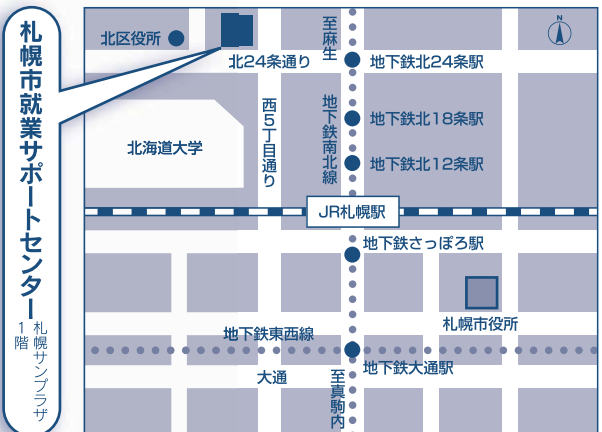 札幌市就業サポートセンター
札幌サンプラザ
1階
北区役所
至麻生
N
北24条通り
地下鉄北24条駅
西5丁目通り
地下鉄南北線
地下鉄北18条駅
北海道大学
地下鉄北12条駅
JR札幌駅
地下鉄さっぽろ駅
札幌市役所
地下鉄東西線
地下鉄大通駅
大通
至真駒内